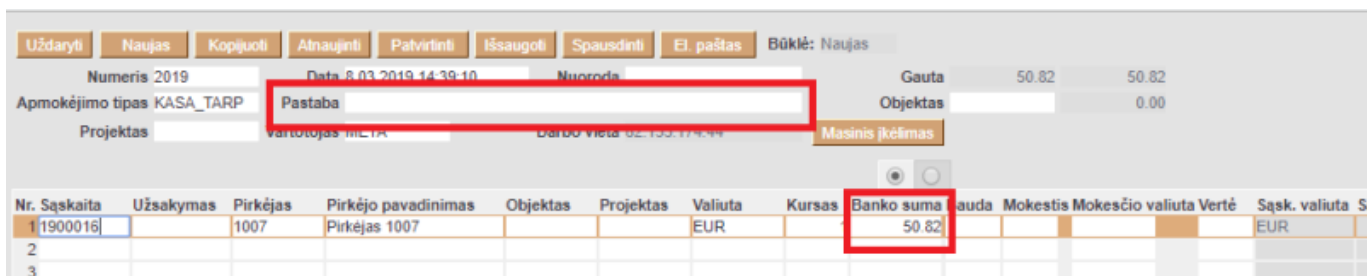 Uždaryti Naujas Kopijuoti Atnaujinti Patvirtinti Išsaugoti Spausdinti El. paštas Būklė: Naujas
Numeris 2019 Data 8.03.2019 14:39:10 Nuoroda Gauta 50.82 50.82
Apmokėjimo tipas KASA_TARP Pastaba Objektas 0.00
Projektas Vartotojas META Darbo vieta Masinis įkėlimas
Nr. Sąskaita Užsakymas Pirkėjas Pirkėjo pavadinimas Objektas Projektas Valiuta Kursas Banko suma Bauda Mokestis Mokesčio valiuta Vertė Sąsk. valiuta S
1 1900016 1007 Pirkėjas 1007 EUR 1 50.82 EUR
2
3